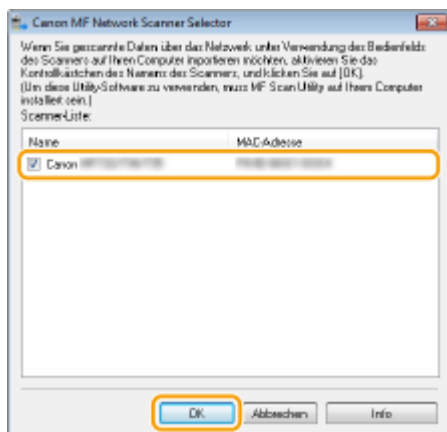 Canon MF Network Scanner Selector
Wenn Sie gescannte Daten über das Netzwerk unter Verwendung des Bedienfelds
des Scanners auf Ihren Computer importieren möchten, aktivieren Sie das
Kontrollkästchen des Namens des Scanners, und klicken Sie auf [OK].
(Um diese Utility-Software zu verwenden, muss MF Scan Utility auf Ihrem Computer
installiert sein.)
Scanner-Liste:
Name MAC-Adresse
Canon
OK Abbrechen Info